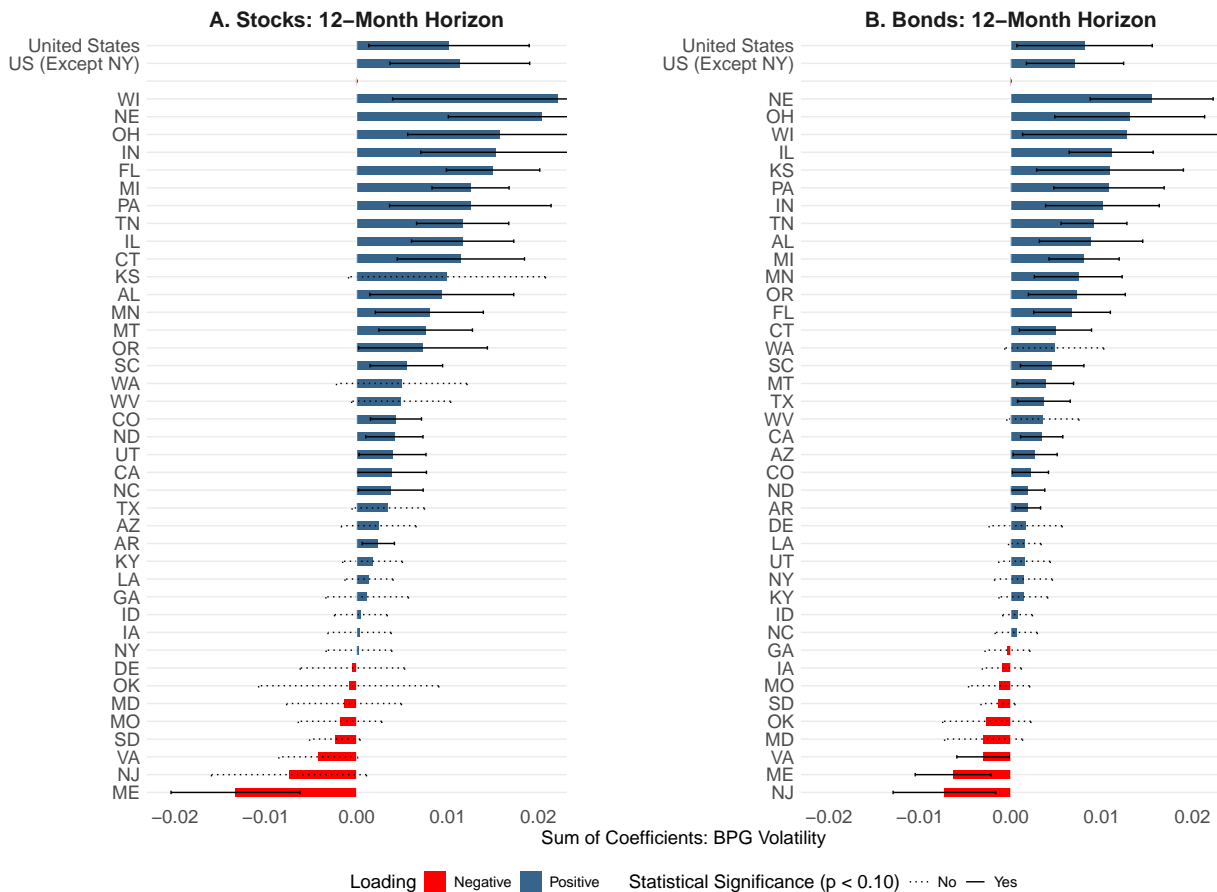 A. Stocks: 12−Month Horizon
United States
US (Except NY)
WI
NE
OH
IN
FL
MI
PA
TN
IL
CT
KS
AL
MN
MT
OR
SC
WA
WV
CO
ND
UT
CA
NC
TX
AZ
AR
KY
LA
GA
ID
IA
NY
DE
OK
MD
MO
SD
VA
NJ
ME
−0.02 −0.01 0.00 0.01 0.02
B. Bonds: 12−Month Horizon
United States
US (Except NY)
NE
OH
WI
IL
KS
PA
IN
TN
AL
MI
MN
OR
FL
CT
WA
SC
MT
TX
WV
CA
AZ
CO
ND
AR
DE
LA
UT
NY
KY
ID
NC
GA
IA
MO
SD
OK
MD
VA
ME
NJ
−0.02 −0.01 0.00 0.01 0.02
Sum of Coefficients: BPG Volatility
Loading Negative Positive Statistical Significance (p < 0.10) No Yes